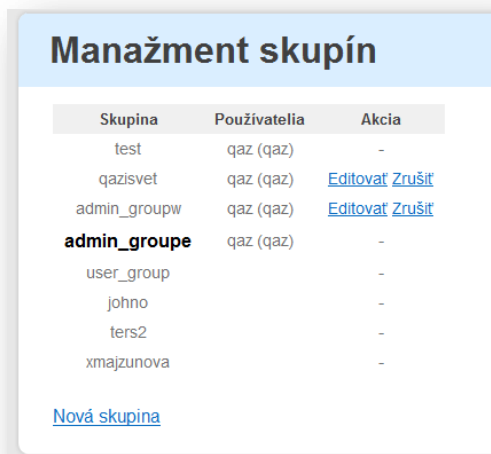 Manažment skupín
Skupina Používatelia Akcia
test qaz (qaz) -
qazisvet qaz (qaz) Editovať Zrušiť
admin_groupw qaz (qaz) Editovať Zrušiť
admin_groupe qaz (qaz) -
user_group -
johno -
ters2 -
xmajzunova -
Nová skupina